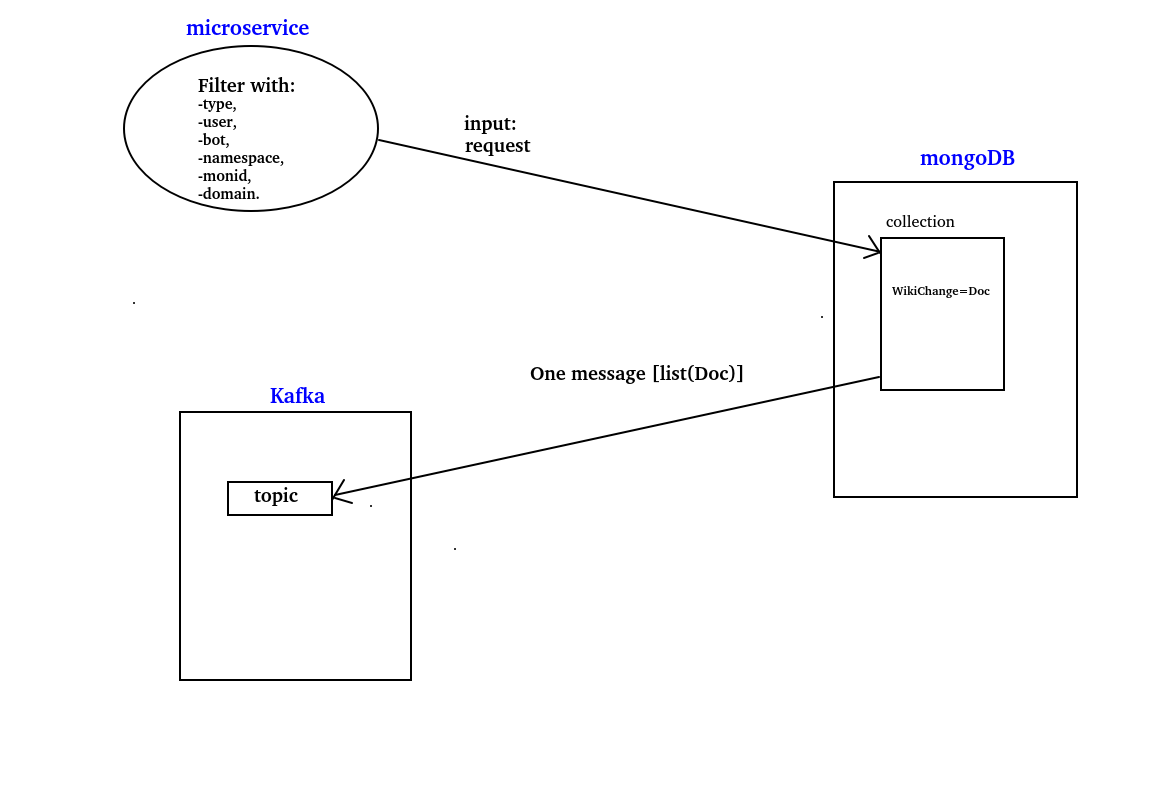 microservice
Filter with:
-type,
-user,
-bot,
-namespace,
-monid,
-domain.
input:
request
mongoDB
collection
WikiChange=Doc
One message [list(Doc)]
Kafka
topic